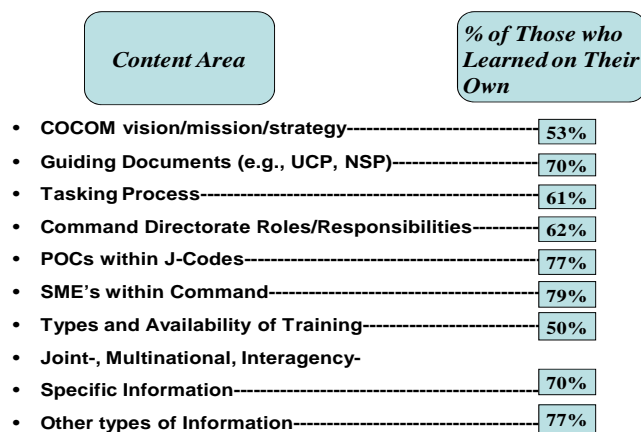 Content Area
% of Those who
Learned on Their
Own
• COCOM vision/mission/strategy------------------------------- 53%
• Guiding Documents (e.g., UCP, NSP)------------------------ 70%
• Tasking Process------------------------------------------------------- 61%
• Command Directorate Roles/Responsibilities---------- 62%
• POCs within J-Codes------------------------------------------------ 77%
• SME's within Command------------------------------------------- 79%
• Types and Availability of Training---------------------------- 50%
• Joint-, Multinational, Interagency-
• Specific Information-------------------------------------------------- 70%
• Other types of Information---------------------------------------- 77%